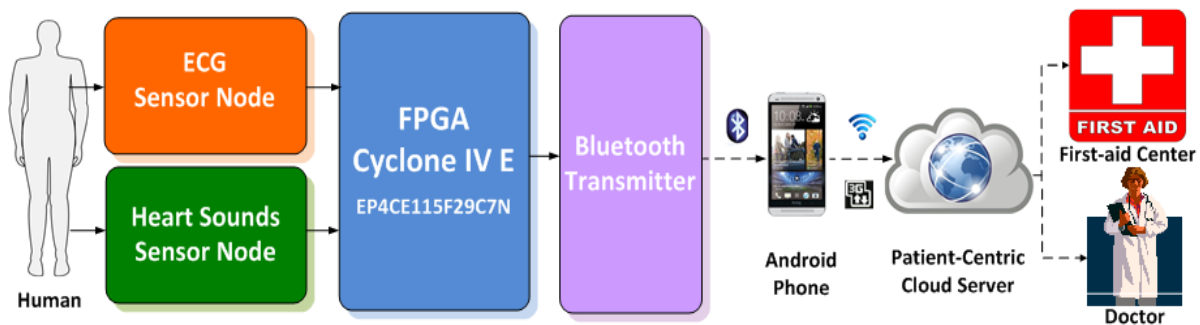 Human
ECG
Sensor Node
Heart Sounds
Sensor Node
FPGA
Cyclone IV E
EP4CE115F29C7N
Bluetooth
Transmitter
10:08
Android
Phone
3G
Patient-Centric
Cloud Server
FIRST AID
First-aid Center
Doctor